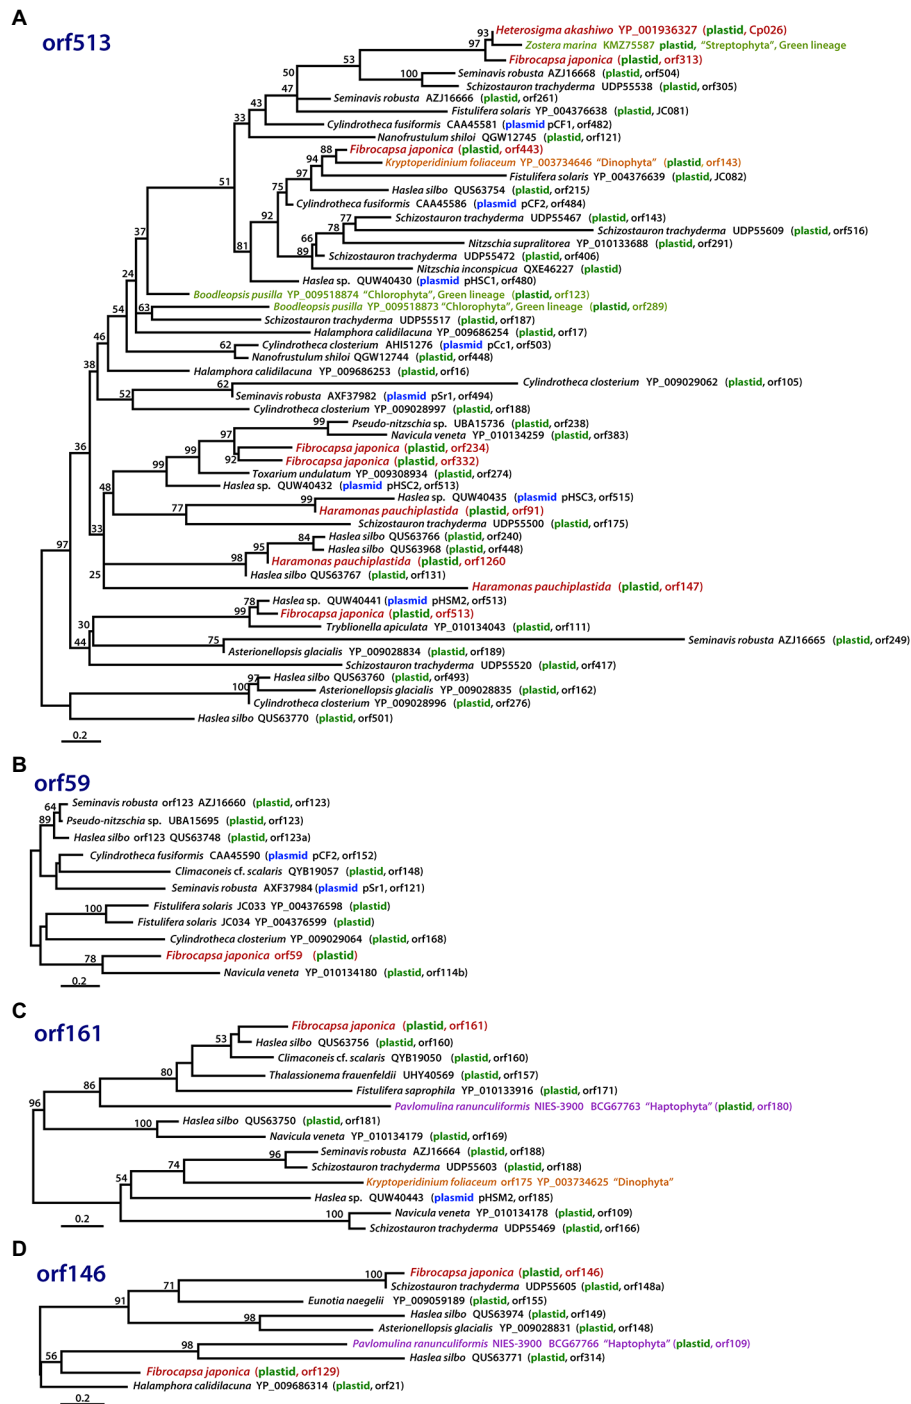 A
orf513
93
Heterosigma akashiwo YP_001936327 (plastid, Cp026)
97
Zostera marina KMZ75587 plastid, "Streptophyta", Green lineage
53
Fibrocapsa japonica (plastid, orf313)
50
100
Seminavis robusta AZJ16668 (plastid, orf504)
Schizostauron trachyderma UDP55538 (plastid, orf305)
47
Seminavis robusta AZJ16666 (plastid, orf261)
43
Fistulifera solaris YP_004376638 (plastid, JC081)
33
Cylindrotheca fusiformis CAA45581 (plasmid pCF1, orf482)
Nanofrustulum shiloi QGW12745 (plastid, orf121)
88
Fibrocapsa japonica (plastid, orf443)
94
Kryptoperidinium foliaceum YP_003734646 "Dinophyta" (plastid, orf143)
97
Fistulifera solaris YP_004376639 (plastid, JC082)
51
75
Haslea silbo QUS63754 (plastid, orf215)
Cylindrotheca fusiformis CAA45586 (plasmid pCF2, orf484)
92
77
Schizostauron trachyderma UDP55467 (plastid, orf143)
78
Schizostauron trachyderma UDP55609 (plastid, orf516)
37
66
Nitzschia supralitorea YP_010133688 (plastid, orf291)
81
89
Schizostauron trachyderma UDP55472 (plastid, orf406)
Nitzschia inconspicua QXE46227 (plastid)
24
Haslea sp. QUW40430 (plasmid pHSC1, orf480)
Boodleopsis pusilla YP_009518874 "Chlorophyta", Green lineage (plastid, orf123)
54
63
Boodleopsis pusilla YP_009518873 "Chlorophyta", Green lineage (plastid, orf289)
Schizostauron trachyderma UDP55517 (plastid, orf187)
46
Halamphora calidilacuna YP_009686254 (plastid, orf17)
62
Cylindrotheca closterium AHI51276 (plasmid pCc1, orf503)
Nanofrustulum shiloi QGW12744 (plastid, orf448)
38
Halamphora calidilacuna YP_009686253 (plastid, orf16)
62
Cylindrotheca closterium YP_009029062 (plastid, orf105)
52
Seminavis robusta AXF37982 (plasmid pSr1, orf494)
Cylindrotheca closterium YP_009028997 (plastid, orf188)
99
Pseudo-nitzschia sp. UBA15736 (plastid, orf238)
97
Navicula veneta YP_010134259 (plastid, orf383)
36
99
Fibrocapsa japonica (plastid, orf234)
99
92
Fibrocapsa japonica (plastid, orf332)
Toxarium undulatum YP_009308934 (plastid, orf274)
48
Haslea sp. QUW40432 (plasmid pHSC2, orf513)
99
Haslea sp. QUW40435 (plasmid pHSC3, orf515)
77
Haramonas pauchiplastida (plastid, orf91)
Schizostauron trachyderma UDP55500 (plastid, orf175)
33
84
Haslea silbo QUS63766 (plastid, orf240)
97
95
Haslea silbo QUS63968 (plastid, orf448)
98
Haramonas pauchiplastida (plastid, orf1260
25
Haslea silbo QUS63767 (plastid, orf131)
Haramonas pauchiplastida (plastid, orf147)
78
Haslea sp. QUW40441 (plasmid pHSM2, orf513)
99
Fibrocapsa japonica (plastid, orf513)
30
Tryblionella apiculata YP_010134043 (plastid, orf111)
44
75
Seminavis robusta AZJ16665 (plastid, orf249)
Asterionellopsis glacialis YP_009028834 (plastid, orf189)
Schizostauron trachyderma UDP55520 (plastid, orf417)
97
Haslea silbo QUS63760 (plastid, orf493)
100
Asterionellopsis glacialis YP_009028835 (plastid, orf162)
Cylindrotheca closterium YP_009028996 (plastid, orf276)
Haslea silbo QUS63770 (plastid, orf501)
0.2
B
orf59
64
Seminavis robusta orf123 AZJ16660 (plastid, orf123)
89
Pseudo-nitzschia sp. UBA15695 (plastid, orf123)
Haslea silbo orf123 QUS63748 (plastid, orf123a)
Cylindrotheca fusiformis CAA45590 (plasmid pCF2, orf152)
Climaconeis cf. scalaris QYB19057 (plastid, orf148)
Seminavis robusta AXF37984 (plasmid pSr1, orf121)
100
Fistulifera solaris JC033 YP_004376598 (plastid)
Fistulifera solaris JC034 YP_004376599 (plastid)
Cylindrotheca closterium YP_009029064 (plastid, orf168)
78
Fibrocapsa japonica orf59 (plastid)
Navicula veneta YP_010134180 (plastid, orf114b)
0.2
C
orf161
Fibrocapsa japonica (plastid, orf161)
53
Haslea silbo QUS63756 (plastid, orf160)
Climaconeis cf. scalaris QYB19050 (plastid, orf160)
80
Thalassionema frauenfeldii UHY40569 (plastid, orf157)
86
Fistulifera saprophila YP_010133916 (plastid, orf171)
96
Pavlomulina ranunculiformis NIES-3900 BCG67763 "Haptophyta" (plastid, orf180)
100
Haslea silbo QUS63750 (plastid, orf181)
Navicula veneta YP_010134179 (plastid, orf169)
96
Seminavis robusta AZJ16664 (plastid, orf188)
74
Schizostauron trachyderma UDP55603 (plastid, orf188)
54
Kryptoperidinium foliaceum orf175 YP_003734625 "Dinophyta"
Haslea sp. QUW40443 (plasmid pHSM2, orf185)
100
Navicula veneta YP_010134178 (plastid, orf109)
0.2
Schizostauron trachyderma UDP55469 (plastid, orf166)
D
orf146
100
Fibrocapsa japonica (plastid, orf146)
71
Schizostauron trachyderma UDP55605 (plastid, orf148a)
91
Eunotia naegelii YP_009059189 (plastid, orf155)
98
Haslea silbo QUS63974 (plastid, orf149)
Asterionellopsis glacialis YP_009028831 (plastid, orf148)
98
Pavlomulina ranunculiformis NIES-3900 BCG67766 "Haptophyta" (plastid, orf109)
56
Haslea silbo QUS63771 (plastid, orf314)
Fibrocapsa japonica (plastid, orf129)
Halamphora calidilacuna YP_009686314 (plastid, orf21)
0.2